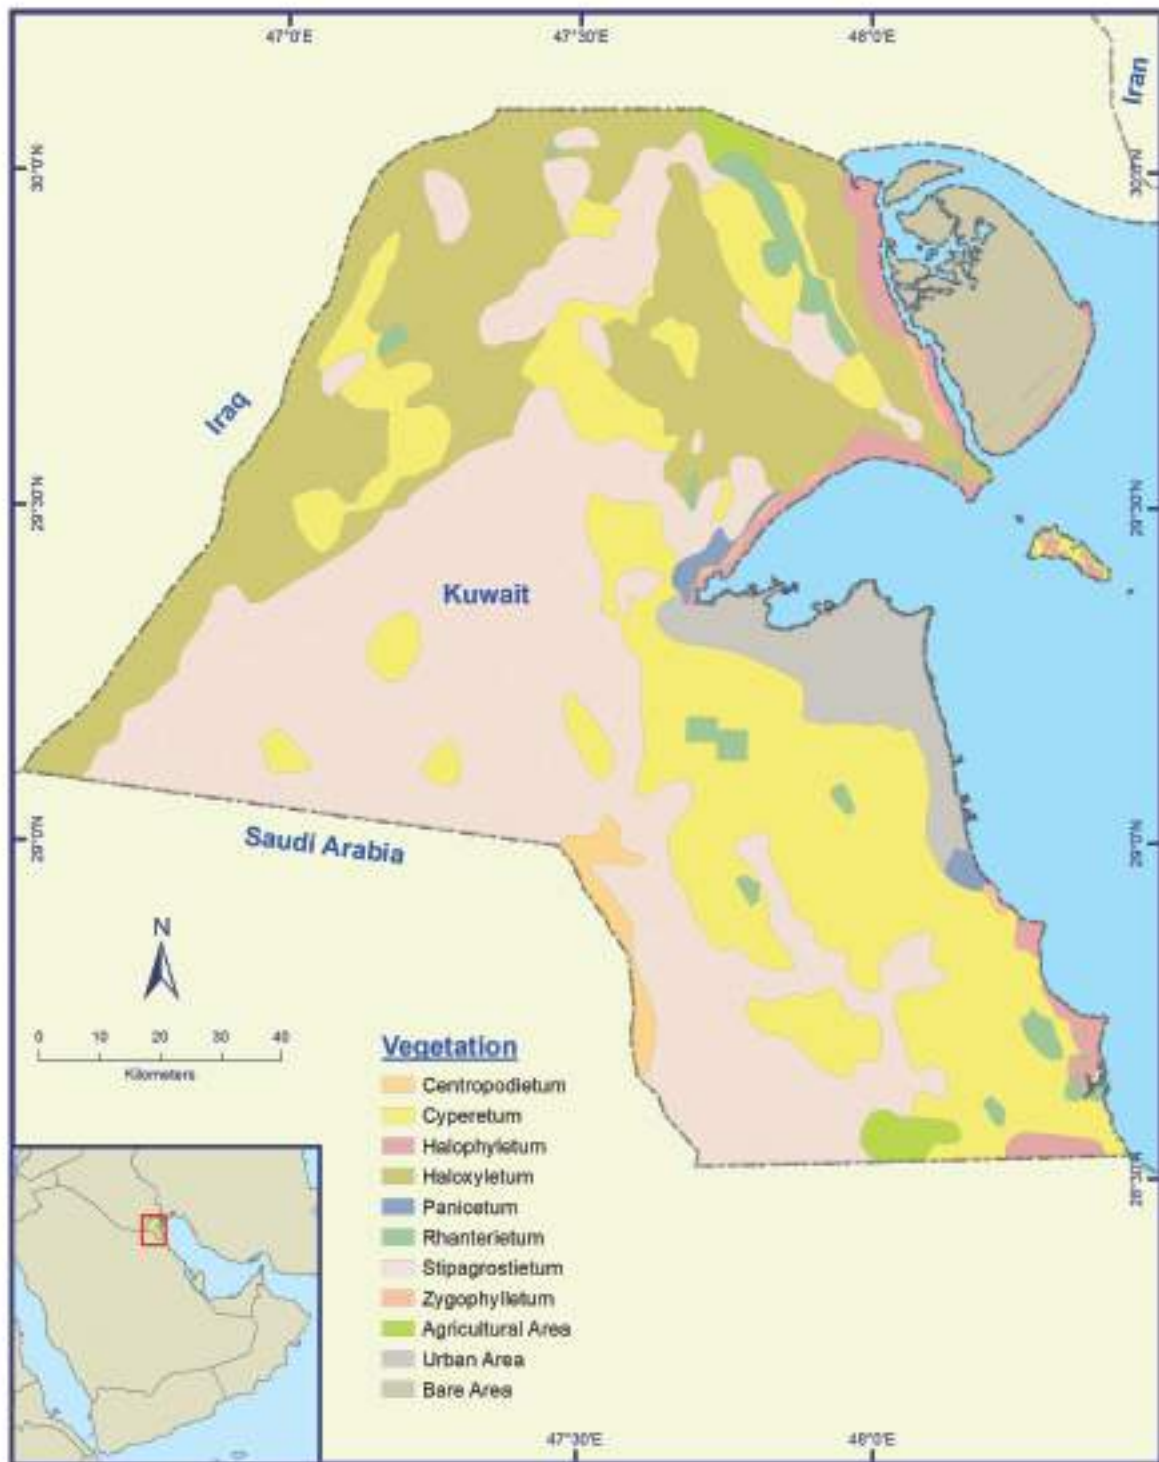 47°0'E 47°30'E 48°0'E
Iran
30°0'N 30°0'N
Iraq
29°30'N 29°30'N
Kuwait
Saudi Arabia
29°0'N 29°0'N
N
0 10 20 30 40
Kilometers
Vegetation
Centropodietum
Cyperetum
Halophyletum
Haloxyletum
Panicetum
Rhanterietum
Stipagrostietum
Zygophylletum
Agricultural Area
Urban Area
Bare Area
28°30'N
47°30'E 48°0'E